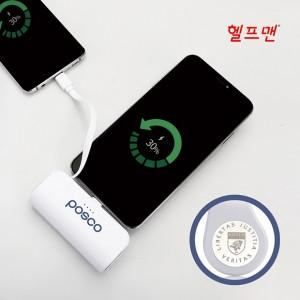 헬프맨
30%
30%
posco
LIBERTAS JUSTITIA
VERITAS